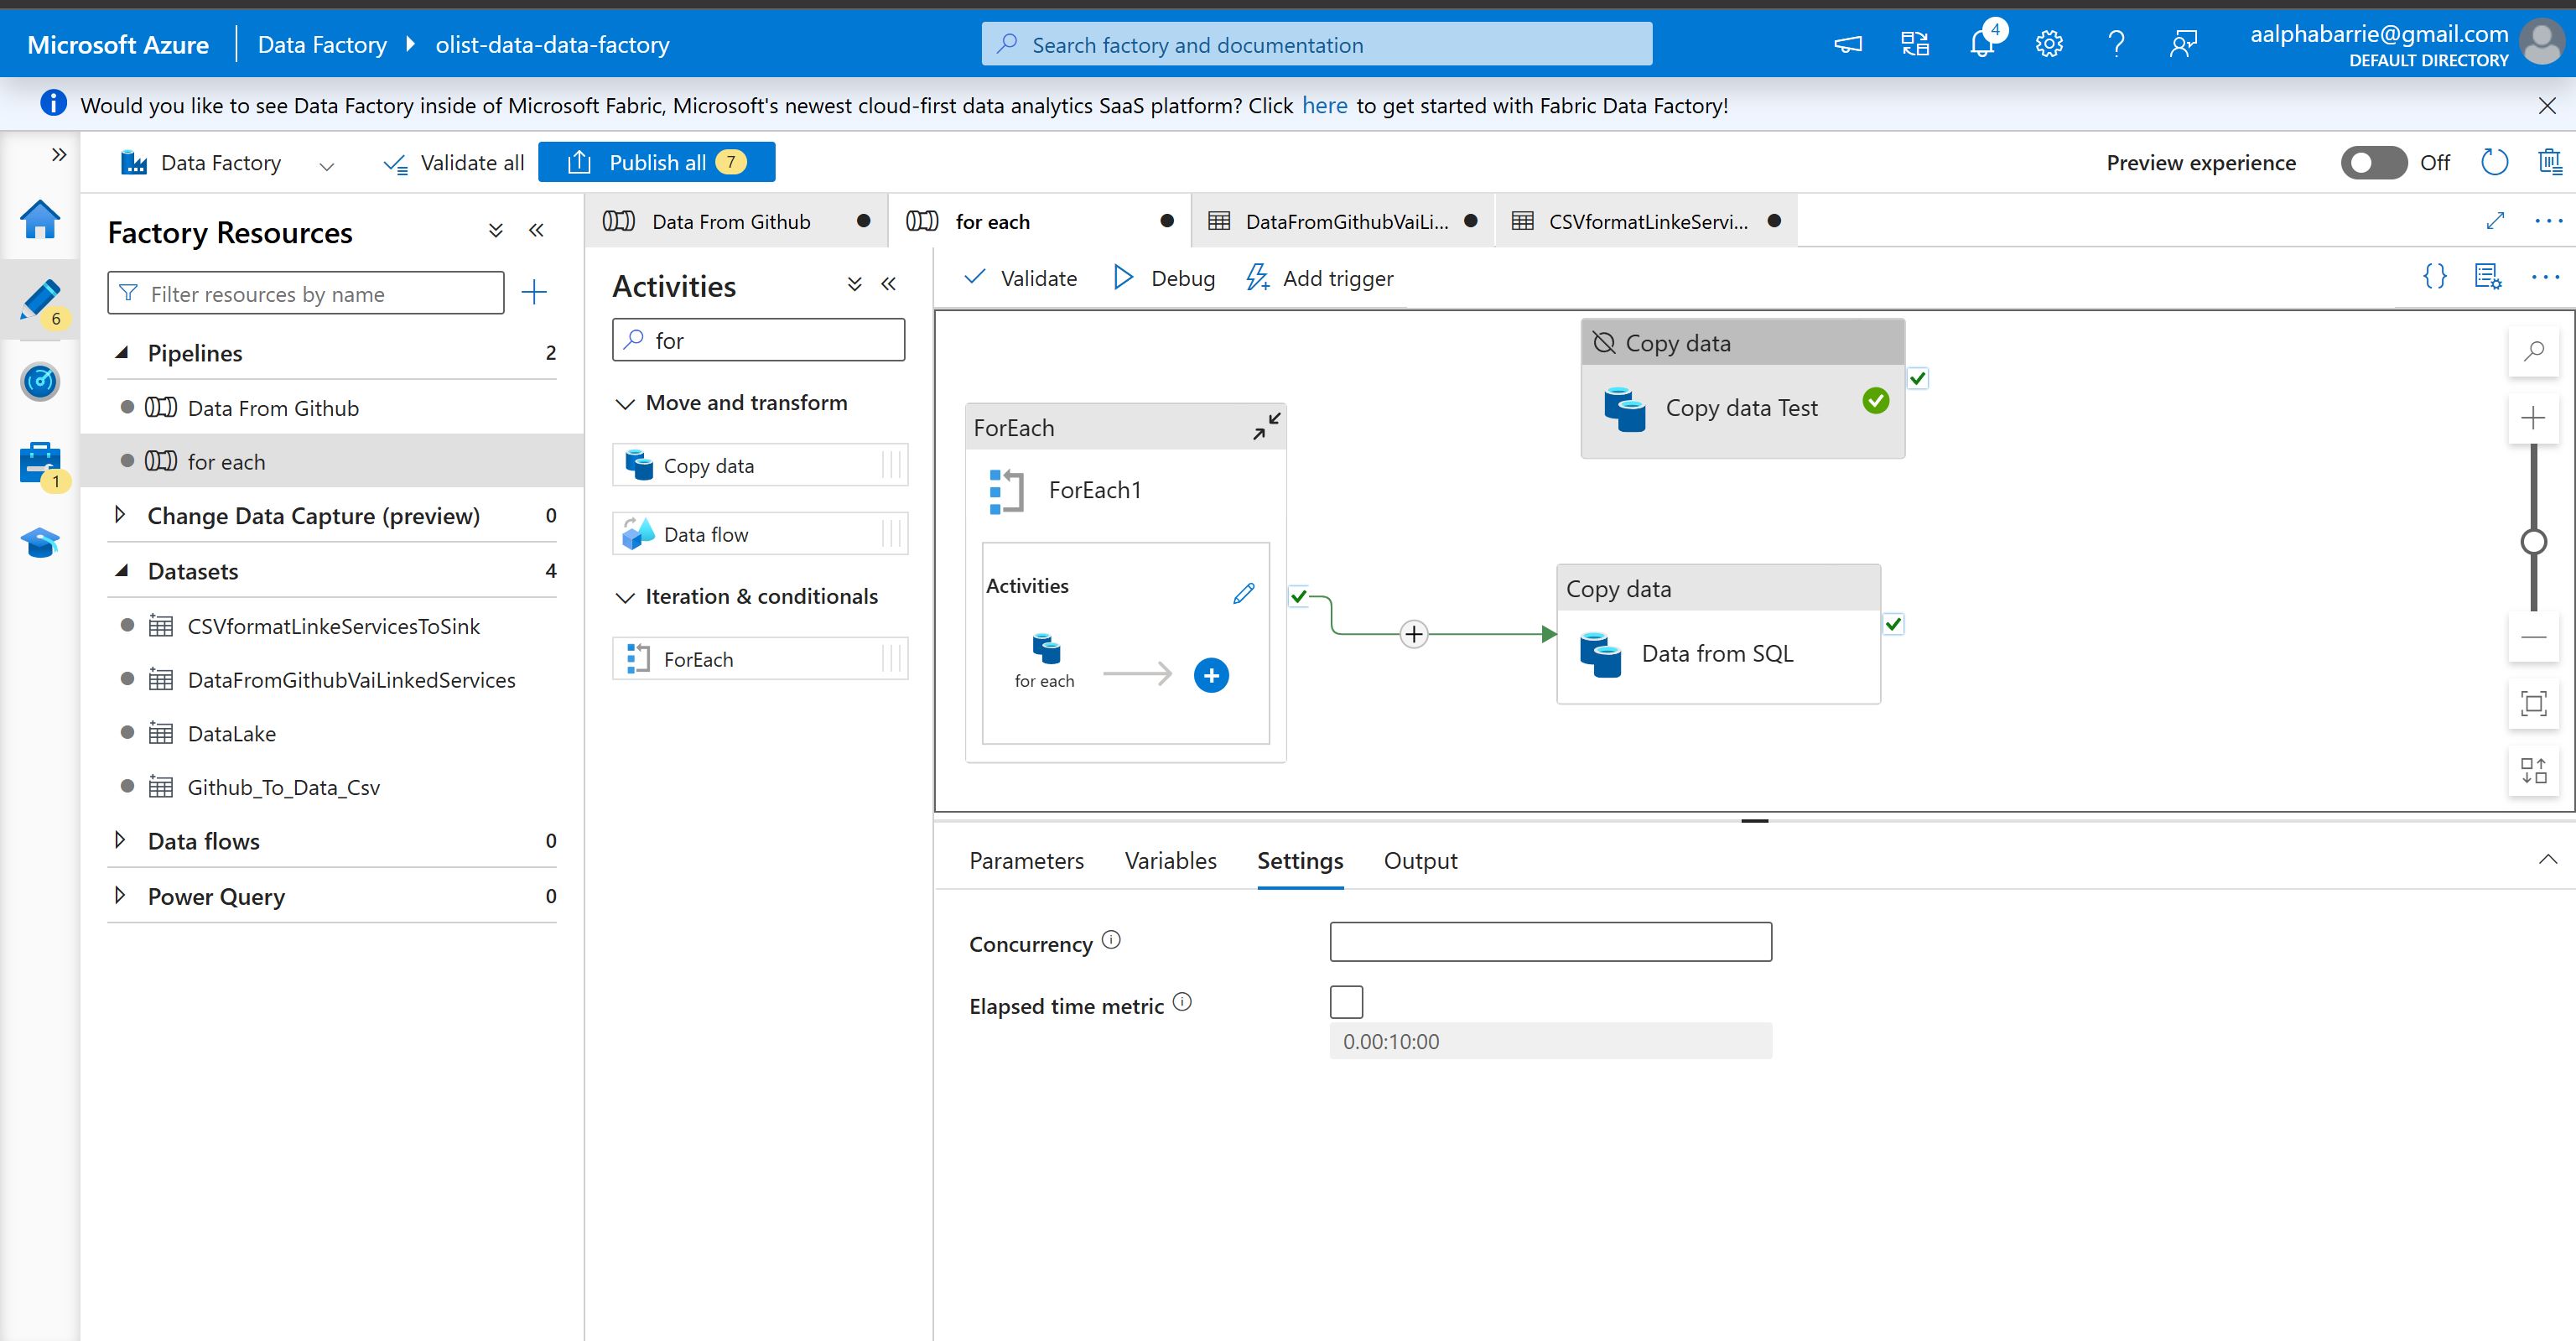 Microsoft Azure
Data Factory
olist-data-data-factory
Search factory and documentation
4
aalphabarrie@gmail.com
DEFAULT DIRECTORY
Would you like to see Data Factory inside of Microsoft Fabric, Microsoft's newest cloud-first data analytics SaaS platform? Click here to get started with Fabric Data Factory!
Data Factory
Validate all
Publish all 7
Preview experience
Off
6
1
Factory Resources
Filter resources by name
Pipelines 2
Data From Github
for each
Change Data Capture (preview) 0
Datasets 4
CSVformatLinkeServicesToSink
DataFromGithubVaiLinkedServices
DataLake
Github_To_Data_Csv
Data flows 0
Power Query 0
Data From Github
for each
DataFromGithubVaiLi...
CSVformatLinkeServi...
Activities
for
Move and transform
Copy data
Data flow
Iteration & conditionals
ForEach
Validate
Debug
Add trigger
ForEach
ForEach1
Activities
for each
Copy data
Copy data Test
Copy data
Data from SQL
Parameters
Variables
Settings
Output
Concurrency
Elapsed time metric
0.00:10:00